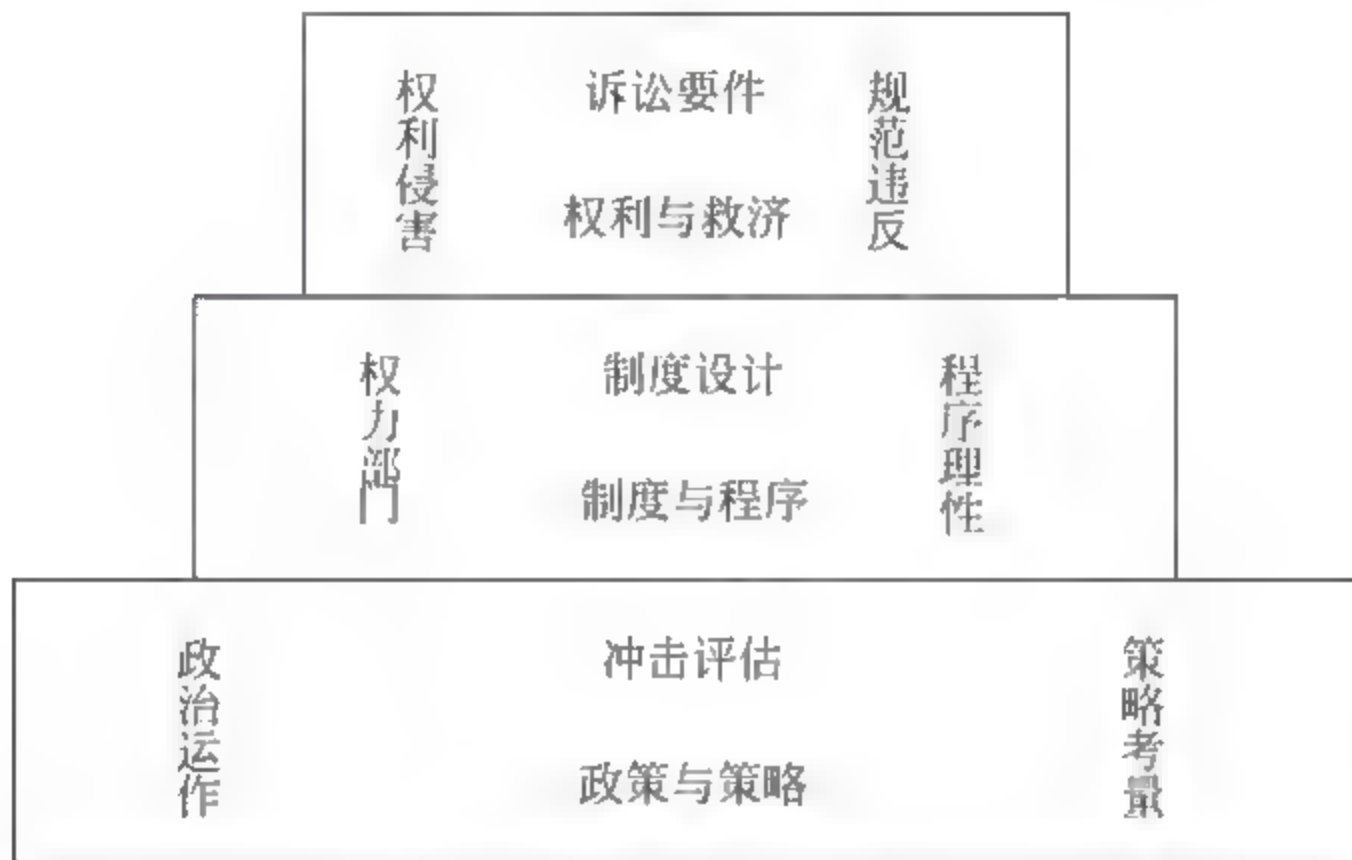 权利侵害
诉讼要件
权利与救济
规范违反
权力部门
制度设计
制度与程序
程序理性
政治运作
冲击评估
政策与策略
策略考量